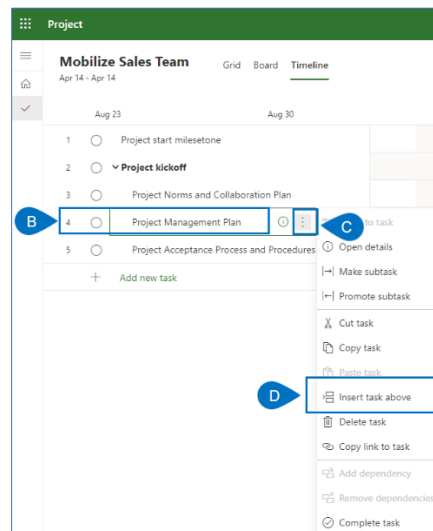 Project
Mobilize Sales Team
Grid Board Timeline
Apr 14 - Apr 14
Aug 23 Aug 30
1 Project start milesetone
2 Project kickoff
3 Project Norms and Collaboration Plan
B 4 Project Management Plan C to task
5 Project Acceptance Process and Procedures
Add new task
Open details
Make subtask
Promote subtask
Cut task
Copy task
Paste task
D Insert task above
Delete task
Copy link to task
Add dependency
Remove dependencies
Complete task